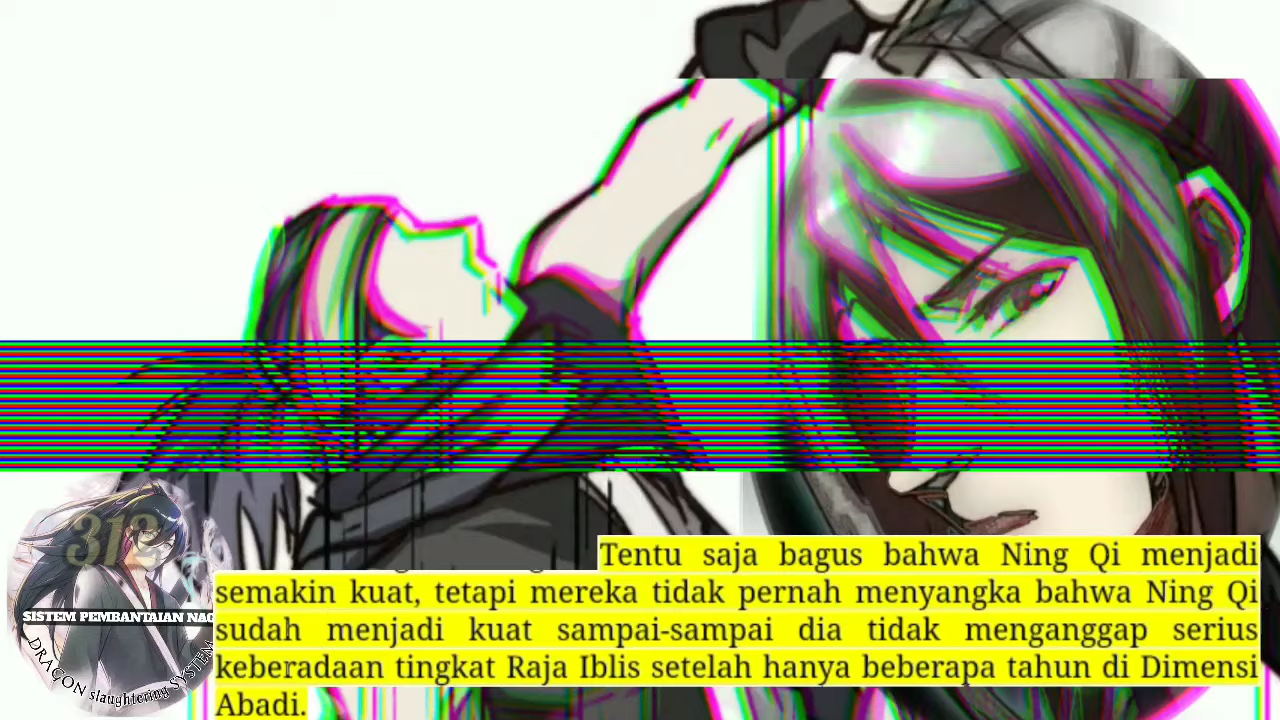 312
SISTEM PEMBANTAIAN NAG
DRAGON slaughtering SYSTEM
Tentu saja bagus bahwa Ning Qi menjadi
semakin kuat, tetapi mereka tidak pernah menyangka bahwa Ning Qi
sudah menjadi kuat sampai-sampai dia tidak menganggap serius
keberadaan tingkat Raja Iblis setelah hanya beberapa tahun di Dimensi
Abadi.